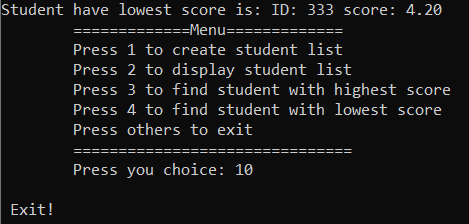 Student have lowest score is: ID: 333 score: 4.20
=============Menu=============
Press 1 to create student list
Press 2 to display student list
Press 3 to find student with highest score
Press 4 to find student with lowest score
Press others to exit
===============================
Press you choice: 10
Exit!